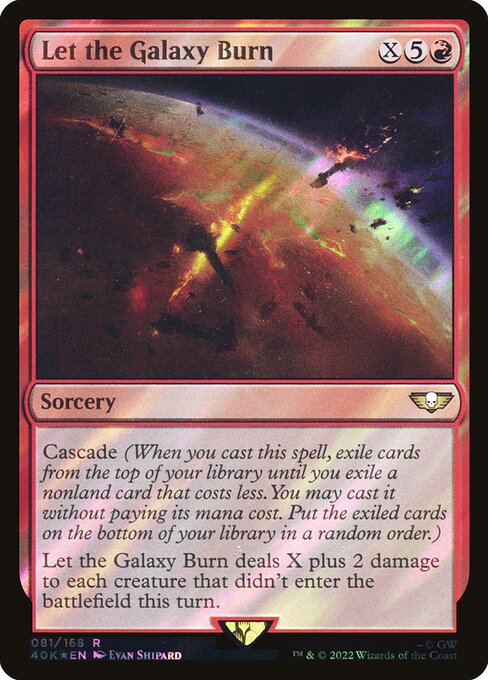 Let the Galaxy Burn X5
Sorcery
Cascade (When you cast this spell, exile cards
from the top of your library until you exile a
nonland card that costs less. You may cast it
without paying its mana cost. Put the exiled cards
on the bottom of your library in a random order.)
Let the Galaxy Burn deals X plus 2 damage
to each creature that didn't enter the
battlefield this turn.
081/168 R ~© GW
40K★EN Evan Shipard ™ & © 2022 Wizards of the Coast